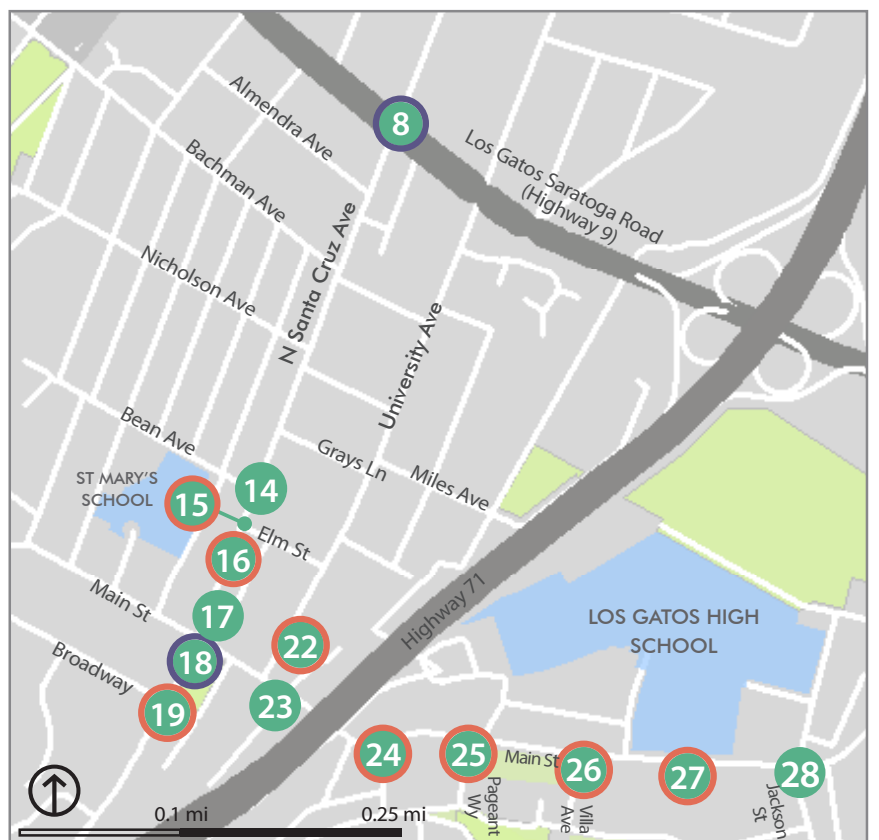 8
Almendra Ave
Los Gatos Saratoga Road
(Highway 9)
Bachman Ave
N Santa Cruz Ave
Nicholson Ave
University Ave
Bean Ave
Grays Ln
Miles Ave
ST MARY'S
SCHOOL
14
15
Elm St
16
Main St
17
Highway 71
LOS GATOS HIGH
SCHOOL
22
18
Broadway
19
23
24
25
Main St
26
27
28
Pageant
Wy
Villa
Ave
Jackson
St
0.1 mi
0.25 mi